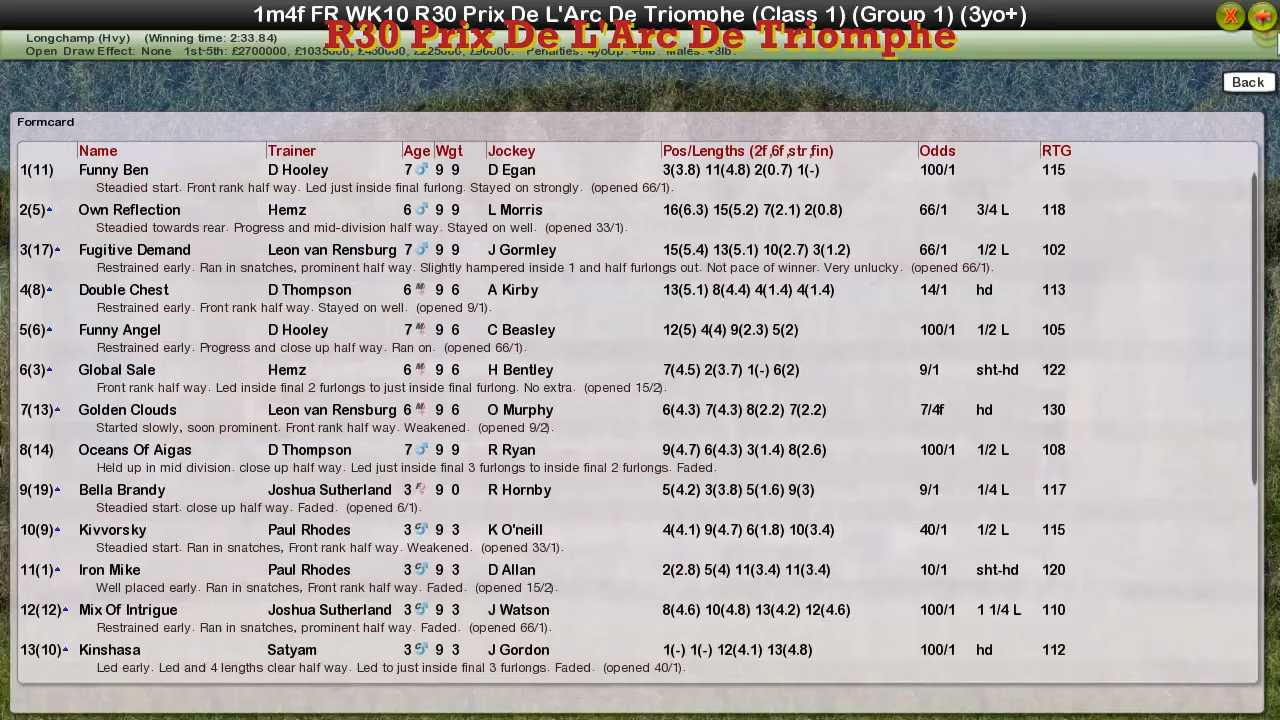 1m4f FR WK10 R30 Prix De L'Arc De Triomphe (Class 1) (Group 1) (3yo+)
R30 Prix De L'Arc De Triomphe
Longchamp (Hvy) (Winning time: 2:33.84)
Open Draw Effect: None 1st-5th: £2700000, £1035000, £450000, £225000, £90000. Penalties: 4yoUp: +6lb. Males: +3lb.
Back
Formcard
Name Trainer Age Wgt Jockey Pos/Lengths (2f,6f,str,fin) Odds RTG
1(11) Funny Ben D Hooley 7 9 9 D Egan 3(3.8) 11(4.8) 2(0.7) 1(-) 100/1 115
Steadied start. Front rank half way. Led just inside final furlong. Stayed on strongly. (opened 66/1).
2(5) Own Reflection Hemz 6 9 9 L Morris 16(6.3) 15(5.2) 7(2.1) 2(0.8) 66/1 3/4 L 118
Steadied towards rear. Progress and mid-division half way. Stayed on well. (opened 33/1).
3(17) Fugitive Demand Leon van Rensburg 7 9 9 J Gormley 15(5.4) 13(5.1) 10(2.7) 3(1.2) 66/1 1/2 L 102
Restrained early. Ran in snatches, prominent half way. Slightly hampered inside 1 and half furlongs out. Not pace of winner. Very unlucky. (opened 66/1).
4(8) Double Chest D Thompson 6 9 6 A Kirby 13(5.1) 8(4.4) 4(1.4) 4(1.4) 14/1 hd 113
Restrained early. Front rank half way. Stayed on well. (opened 9/1).
5(6) Funny Angel D Hooley 7 9 6 C Beasley 12(5) 4(4) 9(2.3) 5(2) 100/1 1/2 L 105
Restrained early. Progress and close up half way. Ran on. (opened 66/1).
6(3) Global Sale Hemz 6 9 6 H Bentley 7(4.5) 2(3.7) 1(-) 6(2) 9/1 sht-hd 122
Front rank half way. Led inside final 2 furlongs to just inside final furlong. No extra. (opened 15/2).
7(13) Golden Clouds Leon van Rensburg 6 9 6 O Murphy 6(4.3) 7(4.3) 8(2.2) 7(2.2) 7/4f hd 130
Started slowly, soon prominent. Front rank half way. Weakened. (opened 9/2).
8(14) Oceans Of Aigas D Thompson 7 9 9 R Ryan 9(4.7) 6(4.3) 3(1.4) 8(2.6) 100/1 1/2 L 108
Held up in mid division. close up half way. Led just inside final 3 furlongs to inside final 2 furlongs. Faded.
9(19) Bella Brandy Joshua Sutherland 3 9 0 R Hornby 5(4.2) 3(3.8) 5(1.6) 9(3) 9/1 1/4 L 117
Steadied start. close up half way. Faded. (opened 6/1).
10(9) Kivvorsky Paul Rhodes 3 9 3 K O'neill 4(4.1) 9(4.7) 6(1.8) 10(3.4) 40/1 1/2 L 115
Steadied start. Ran in snatches, Front rank half way. Weakened. (opened 33/1).
11(1) Iron Mike Paul Rhodes 3 9 3 D Allan 2(2.8) 5(4) 11(3.4) 11(3.4) 10/1 sht-hd 120
Well placed early. Ran in snatches, Front rank half way. Faded. (opened 15/2).
12(12) Mix Of Intrigue Joshua Sutherland 3 9 3 J Watson 8(4.6) 10(4.8) 13(4.2) 12(4.6) 100/1 1 1/4 L 110
Restrained early. Ran in snatches, prominent half way. Faded. (opened 66/1).
13(10) Kinshasa Satyam 3 9 3 J Gordon 1(-) 1(-) 12(4.1) 13(4.8) 100/1 hd 112
Led early. Led and 4 lengths clear half way. Led to just inside final 3 furlongs. Faded. (opened 40/1).